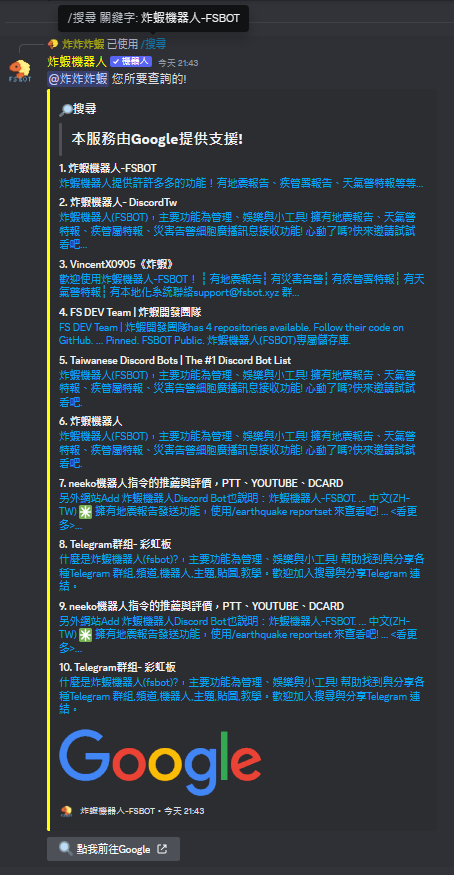 /搜尋 關鍵字: 炸蝦機器人-FSBOT
炸炸炸蝦 已使用 /搜尋
炸蝦機器人 ✓ 機器人 今天 21:43
@炸炸炸蝦 您所要查詢的!
FSBOT
🔎搜尋
本服務由Google提供支援!
1. 炸蝦機器人-FSBOT
炸蝦機器人提供許許多多的功能！有地震報告、疾管署報告、天氣警特報等等...
2. 炸蝦機器人- DiscordTw
炸蝦機器人(FSBOT)，主要功能為管理、娛樂與小工具! 擁有地震報告、天氣警
特報、疾管屬特報、災害告警細胞廣播訊息接收功能! 心動了嗎?快來邀請試試
看吧...
3. VincentX0905《炸蝦》
歡迎使用炸蝦機器人-FSBOT！┆有地震報告┆有災害告警┆有疾管署特報┆有天
氣警特報┆有本地化系統聯絡support@fsbot.xyz 群...
4. FS DEV Team | 炸蝦開發團隊
FS DEV Team | 炸蝦開發團隊has 4 repositories available. Follow their code on
GitHub. ... Pinned. FSBOT Public. 炸蝦機器人(FSBOT)專屬儲存庫.
5. Taiwanese Discord Bots | The #1 Discord Bot List
炸蝦機器人(FSBOT)，主要功能為管理、娛樂與小工具! 擁有地震報告、天氣警
特報、疾管屬特報、災害告警細胞廣播訊息接收功能! 心動了嗎?快來邀請試試
看吧.
6. 炸蝦機器人
炸蝦機器人(FSBOT)，主要功能為管理、娛樂與小工具! 擁有地震報告、天氣警
特報、疾管屬特報、災害告警細胞廣播訊息接收功能! 心動了嗎?快來邀請試試
看吧.
7. neeko機器人指令的推薦與評價，PTT、YOUTUBE、DCARD
另外網站Add 炸蝦機器人Discord Bot也說明：炸蝦機器人-FSBOT. ... 中文(ZH-
TW) ✳️ 擁有地震報告發送功能，使用/earthquake reportset 來查看吧! ... <看更
多>...
8. Telegram群组- 彩虹板
什麼是炸蝦機器人(fsbot)?，主要功能為管理、娛樂與小工具! 幫助找到與分享各
種Telegram 群組,頻道,機器人,主題,貼圖,教學。歡迎加入搜尋與分享Telegram 連
結。
9. neeko機器人指令的推薦與評價，PTT、YOUTUBE、DCARD
另外網站Add 炸蝦機器人Discord Bot也說明：炸蝦機器人-FSBOT. ... 中文(ZH-
TW) ✳️ 擁有地震報告發送功能，使用/earthquake reportset 來查看吧! ... <看更
多>...
10. Telegram群组- 彩虹板
什麼是炸蝦機器人(fsbot)?，主要功能為管理、娛樂與小工具! 幫助找到與分享各
種Telegram 群組,頻道,機器人,主題,貼圖,教學。歡迎加入搜尋與分享Telegram 連
結。
Google
炸蝦機器人-FSBOT • 今天 21:43
🔍 點我前往Google